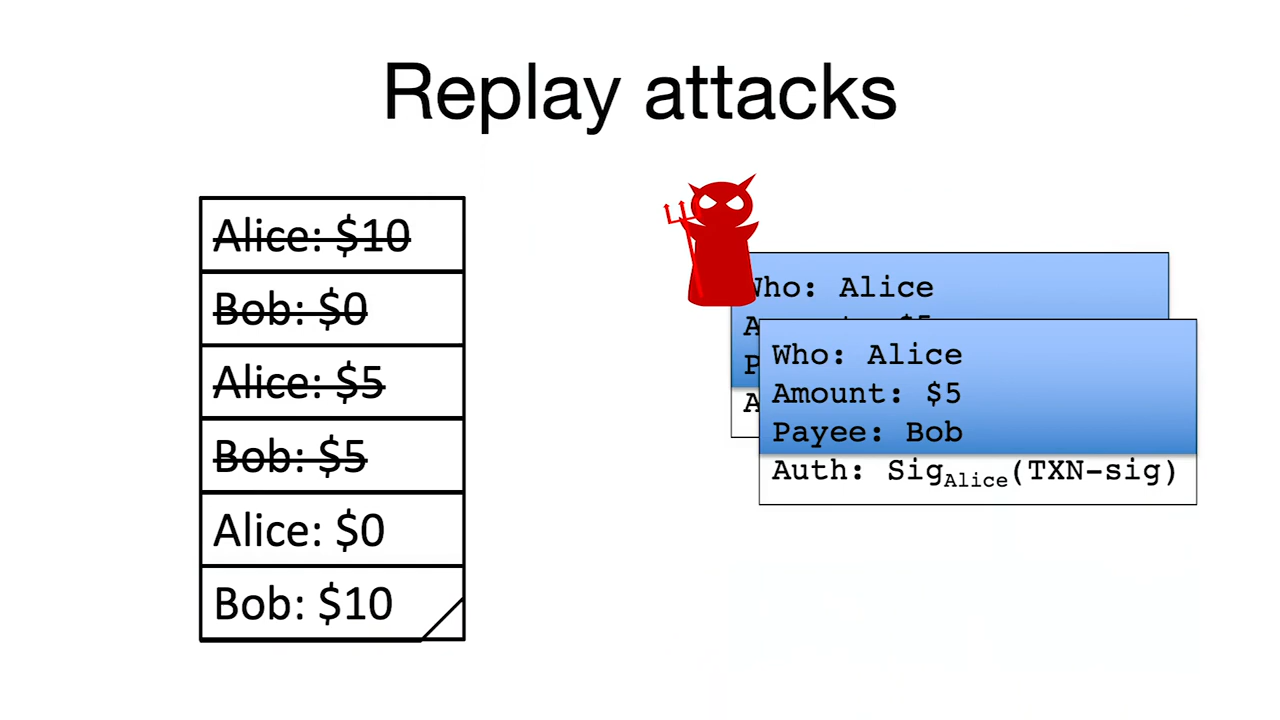 Replay attacks
Alice: $10
Bob: $0
Alice: $5
Bob: $5
Alice: $0
Bob: $10
Who: Alice
Who: Alice
Amount: $5
Payee: Bob
Auth: SigAlice(TXN-sig)